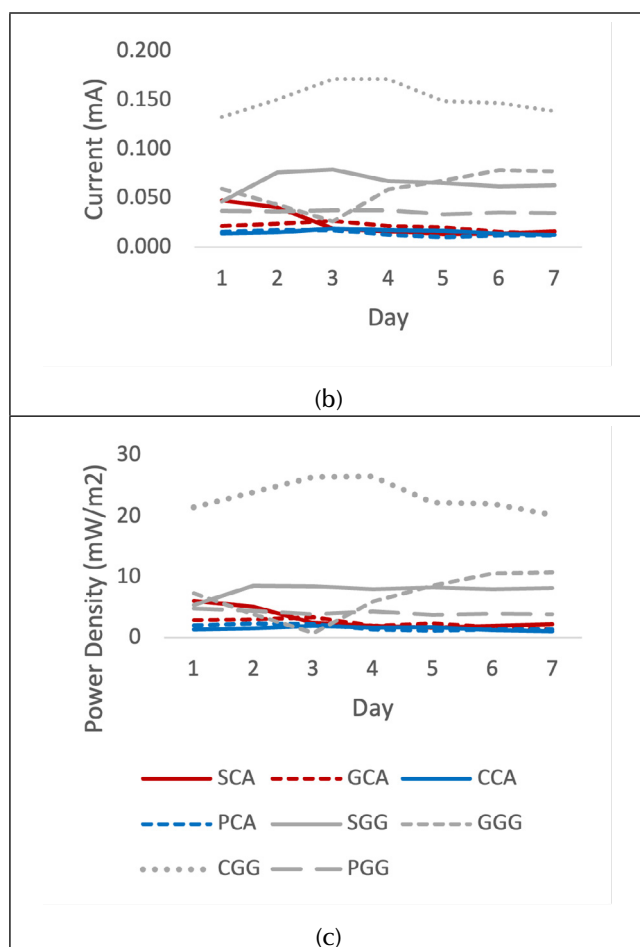 0.200
0.150
0.100
0.050
0.000
Current (mA)
1 2 3 4 5 6 7
Day
(b)
30
20
10
0
Power Density (mW/m2)
1 2 3 4 5 6 7
Day
SCA GCA CCA
PCA SGG GGG
CGG PGG
(c)